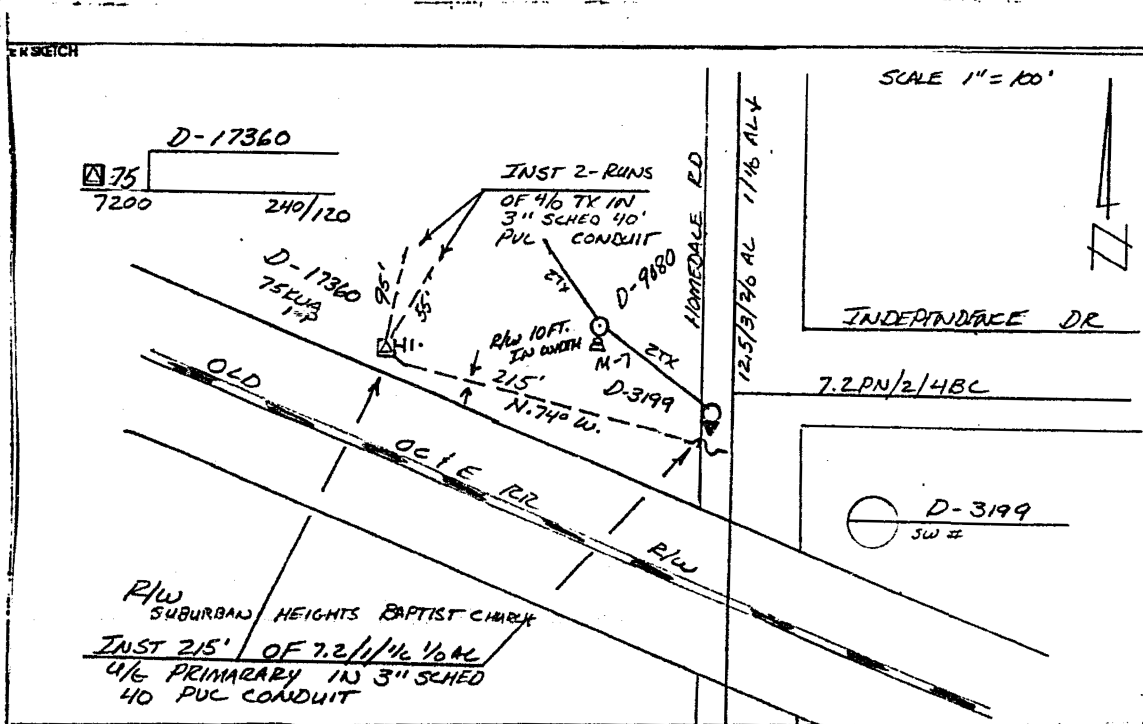 ER SKETCH
SCALE 1" = 100'
D-17360
75
7200
240/120
INST 2-RUNS
OF 4/0 TX IN
3" SCHED 40'
PVC CONDUIT
D-17360
75KVA
1-P
95'
55'
H1.
2TX
D-9680
HOMEDALE RD
12.5/3/2/0 AL 1/1/0 AL
N
INDEPENDENCE DR
7.2PN/2/4BC
R/W 10FT.
IN WIDTH
M-7
2TX
215'
D-3199
N.74° W.
OLD
OC & E RR
R/W
D-3199
SW #
R/W
SUBURBAN HEIGHTS BAPTIST CHURCH
INST 215' OF 7.2/1/ 1/0 AL
U/G PRIMARARY IN 3" SCHED
40 PVC CONDUIT